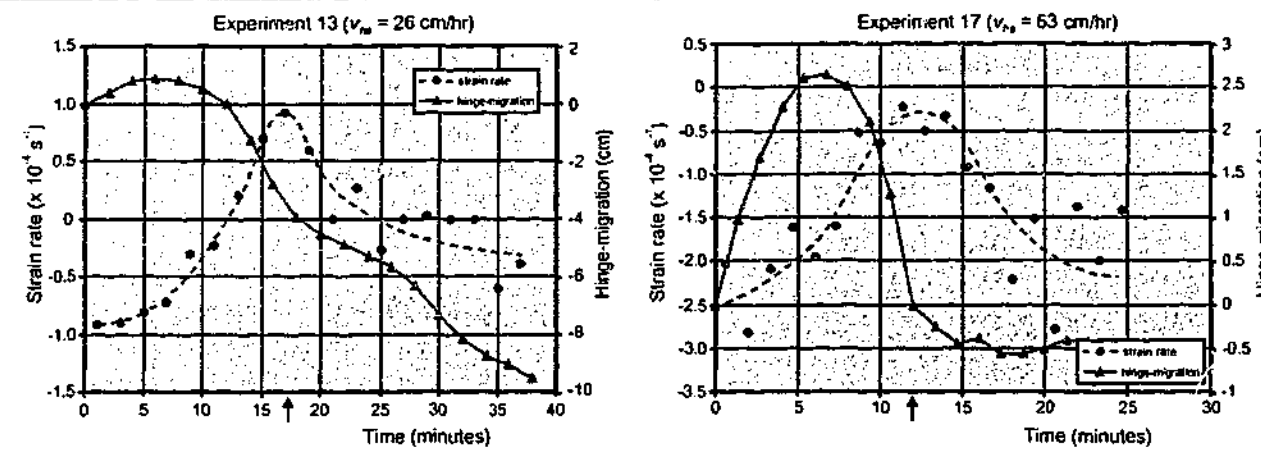 Experiment 13 (vhs = 26 cm/hr)
1.5
1.0
0.5
0
-0.5
-1.0
-1.5
Strain rate (x 10⁻⁴ s⁻¹)
strain rate
hinge-migration
2
0
-2
-4
-6
-8
-10
Hinge-migration (cm)
0 5 10 15 20 25 30 35 40
Time (minutes)
Experiment 17 (vhs = 53 cm/hr)
0.5
0
-0.5
-1.0
-1.5
-2.0
-2.5
-3.0
-3.5
Strain rate (x 10⁻⁴ s⁻¹)
strain rate
hinge-migration
3
2.5
2
1.5
1
0.5
0
-0.5
-1
0 5 10 15 20 25 30
Time (minutes)